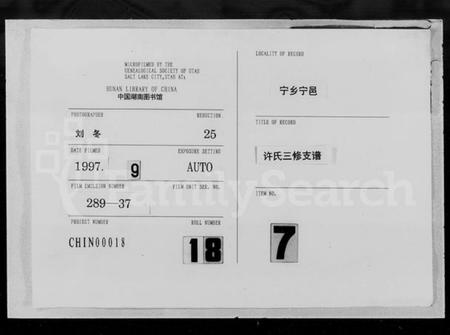 MICROFILMED BY THE
GENEALOGICAL SOCIETY OF UTAH
SALT LAKE CITY, UTAH AT:
HUNAN LIBRARY OF CHINA
中国湖南图书馆
PHOTOGRAPHER REDUCTION
刘 冬 25
DATE FILMED EXPOSURE SETTING
1997. 9 AUTO
FILM EMULSION NUMBER FILM UNIT SER. NO.
289—37
PROJECT NUMBER ROLL NUMBER
CHIN00018 18
LOCALITY OF RECORD
宁乡宁邑
TITLE OF RECORD
许氏三修支谱
ITEM NO.
7
FamilySearch